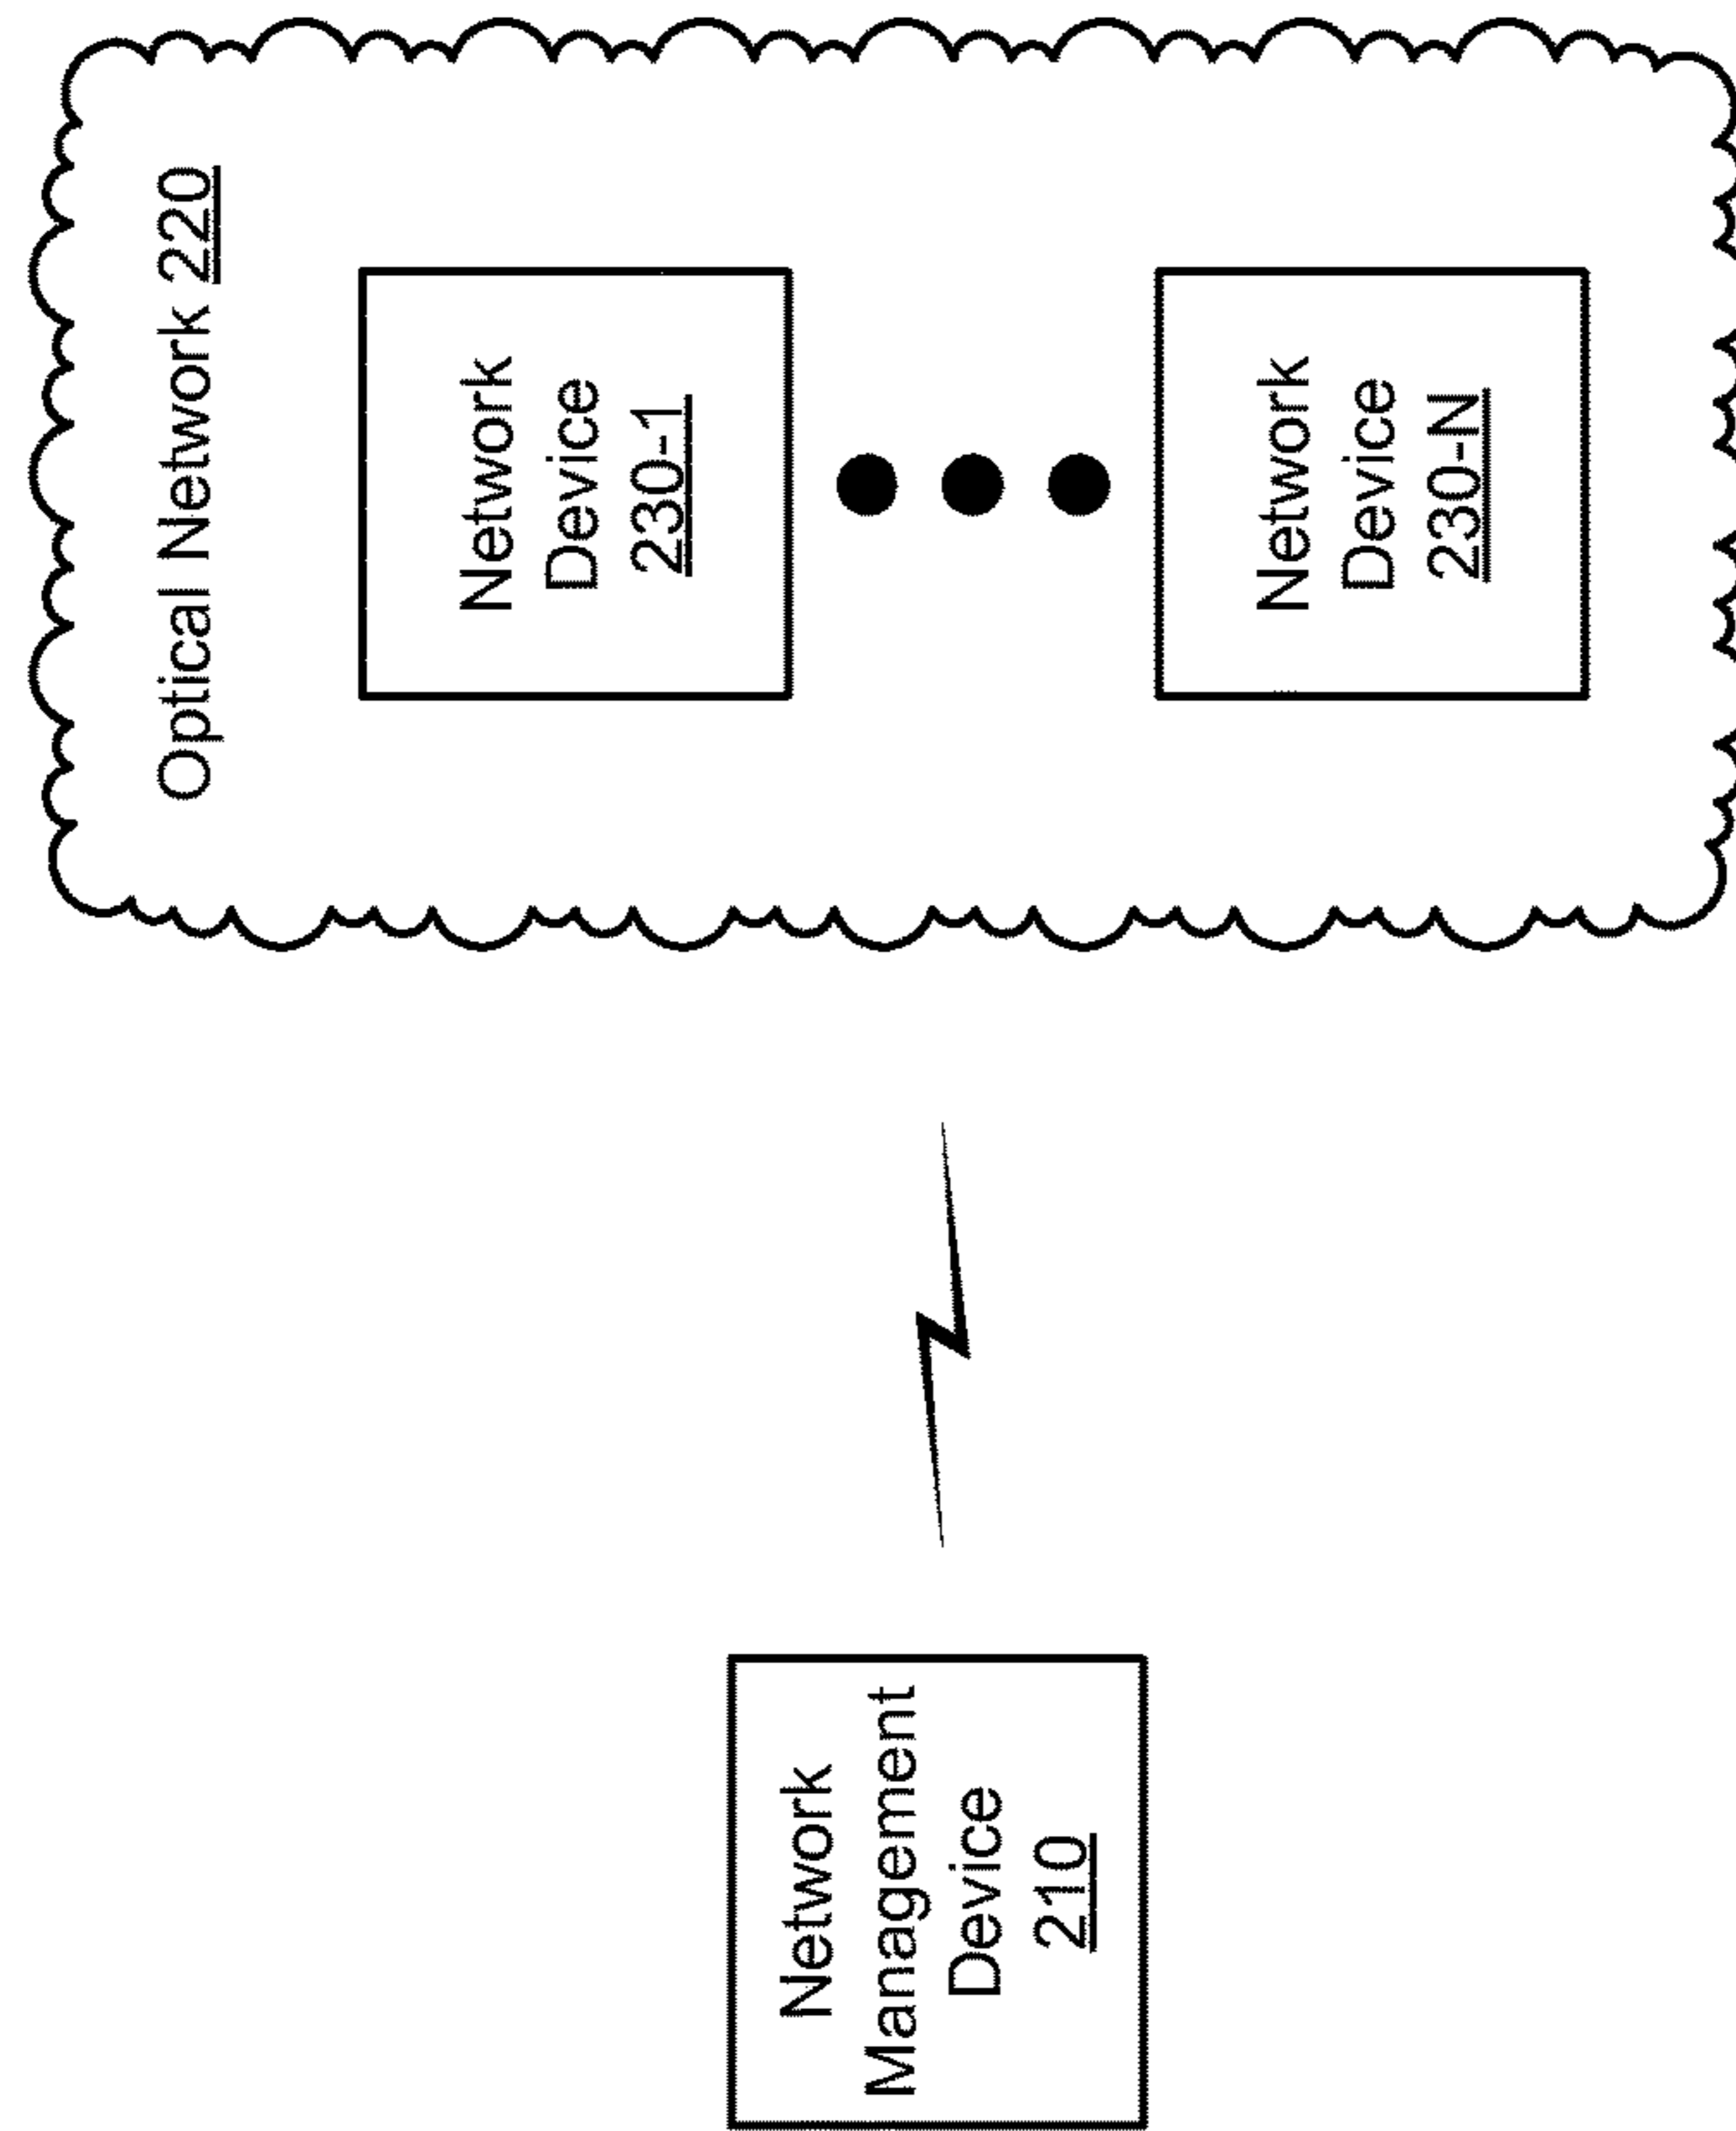 Optical Network 220
Network
Device
230-1
Network
Device
230-N
Network
Management
Device
210